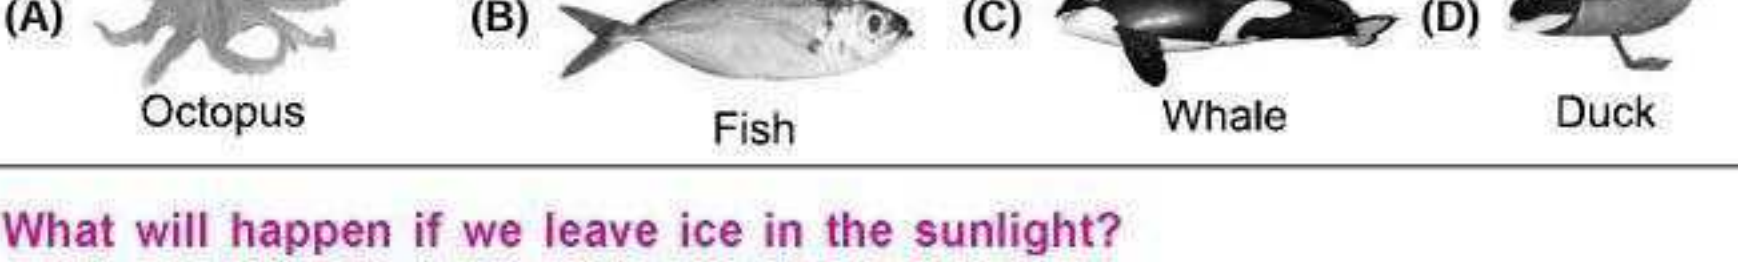 (A) (B) (C) (D)
Octopus Fish Whale Duck
What will happen if we leave ice in the sunlight?